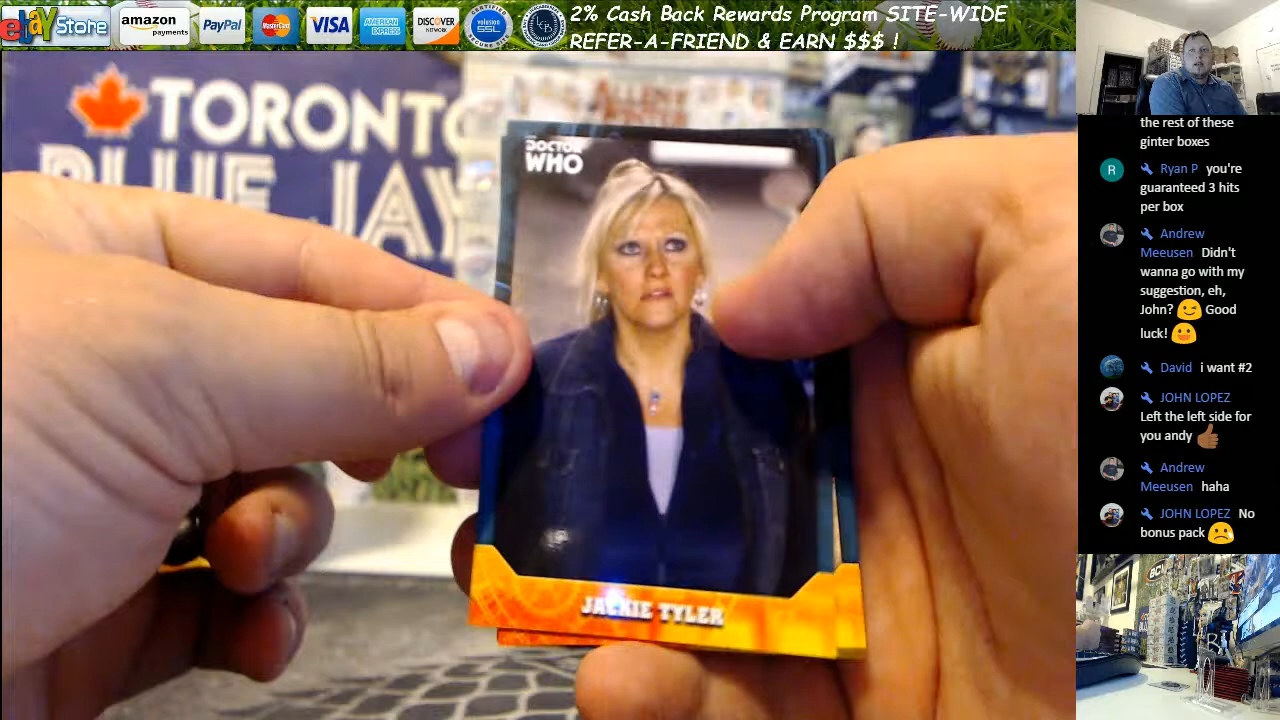 ebay Store
amazon
payments
PayPal
MasterCard
VISA
AMERICAN
EXPRESS
DISCOVER
NETWORK
volusion
SSL
2% Cash Back Rewards Program SITE-WIDE
REFER-A-FRIEND & EARN $$$ !
TORONTO
BLUE JAY
DOCTOR
WHO
JACKIE TYLER
the rest of these
ginter boxes
R
Ryan P you're
guaranteed 3 hits
per box
Andrew
Meeusen Didn't
wanna go with my
suggestion, eh,
John? 😉 Good
luck! 😀
David i want #2
JOHN LOPEZ
Left the left side for
you andy 👍🏾
Andrew
Meeusen haha
JOHN LOPEZ No
bonus pack ☹️